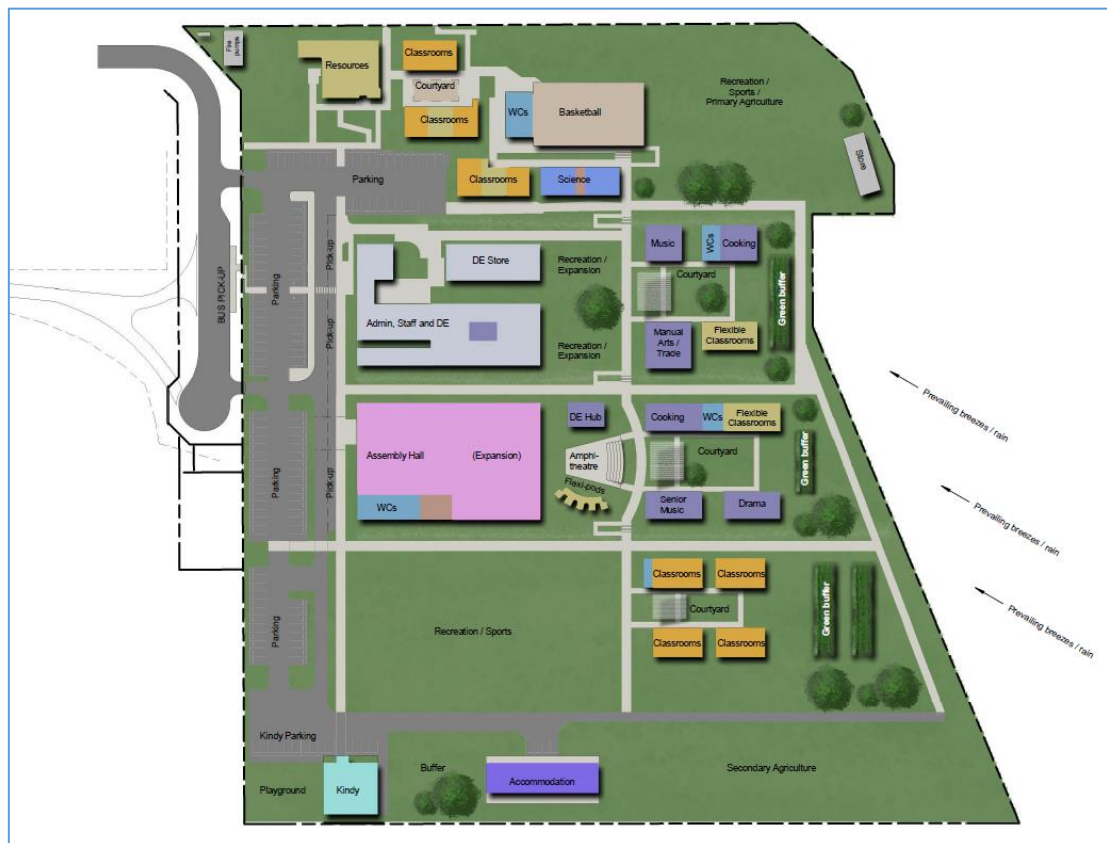 Fire
pumps
Resources
Classrooms
Courtyard
Classrooms
WCs
Basketball
Recreation /
Sports /
Primary Agriculture
Store
Parking
Classrooms
Science
Parking
Pick-up
BUS PICK-UP
DE Store
Recreation /
Expansion
Music
WCs
Cooking
Courtyard
Green buffer
Admin, Staff and DE
Pick-up
Recreation /
Expansion
Manual
Arts /
Trade
Flexible
Classrooms
Prevailing breezes / rain
DE Hub
Cooking
WCs
Flexible
Classrooms
Assembly Hall
(Expansion)
Amphi-
theatre
Courtyard
Green buffer
Parking
Pick-up
Flexi-pods
WCs
Senior
Music
Drama
Prevailing breezes / rain
Classrooms
Classrooms
Courtyard
Green buffer
Prevailing breezes / rain
Parking
Recreation / Sports
Classrooms
Classrooms
Kindy Parking
Buffer
Secondary Agriculture
Playground
Kindy
Accommodation